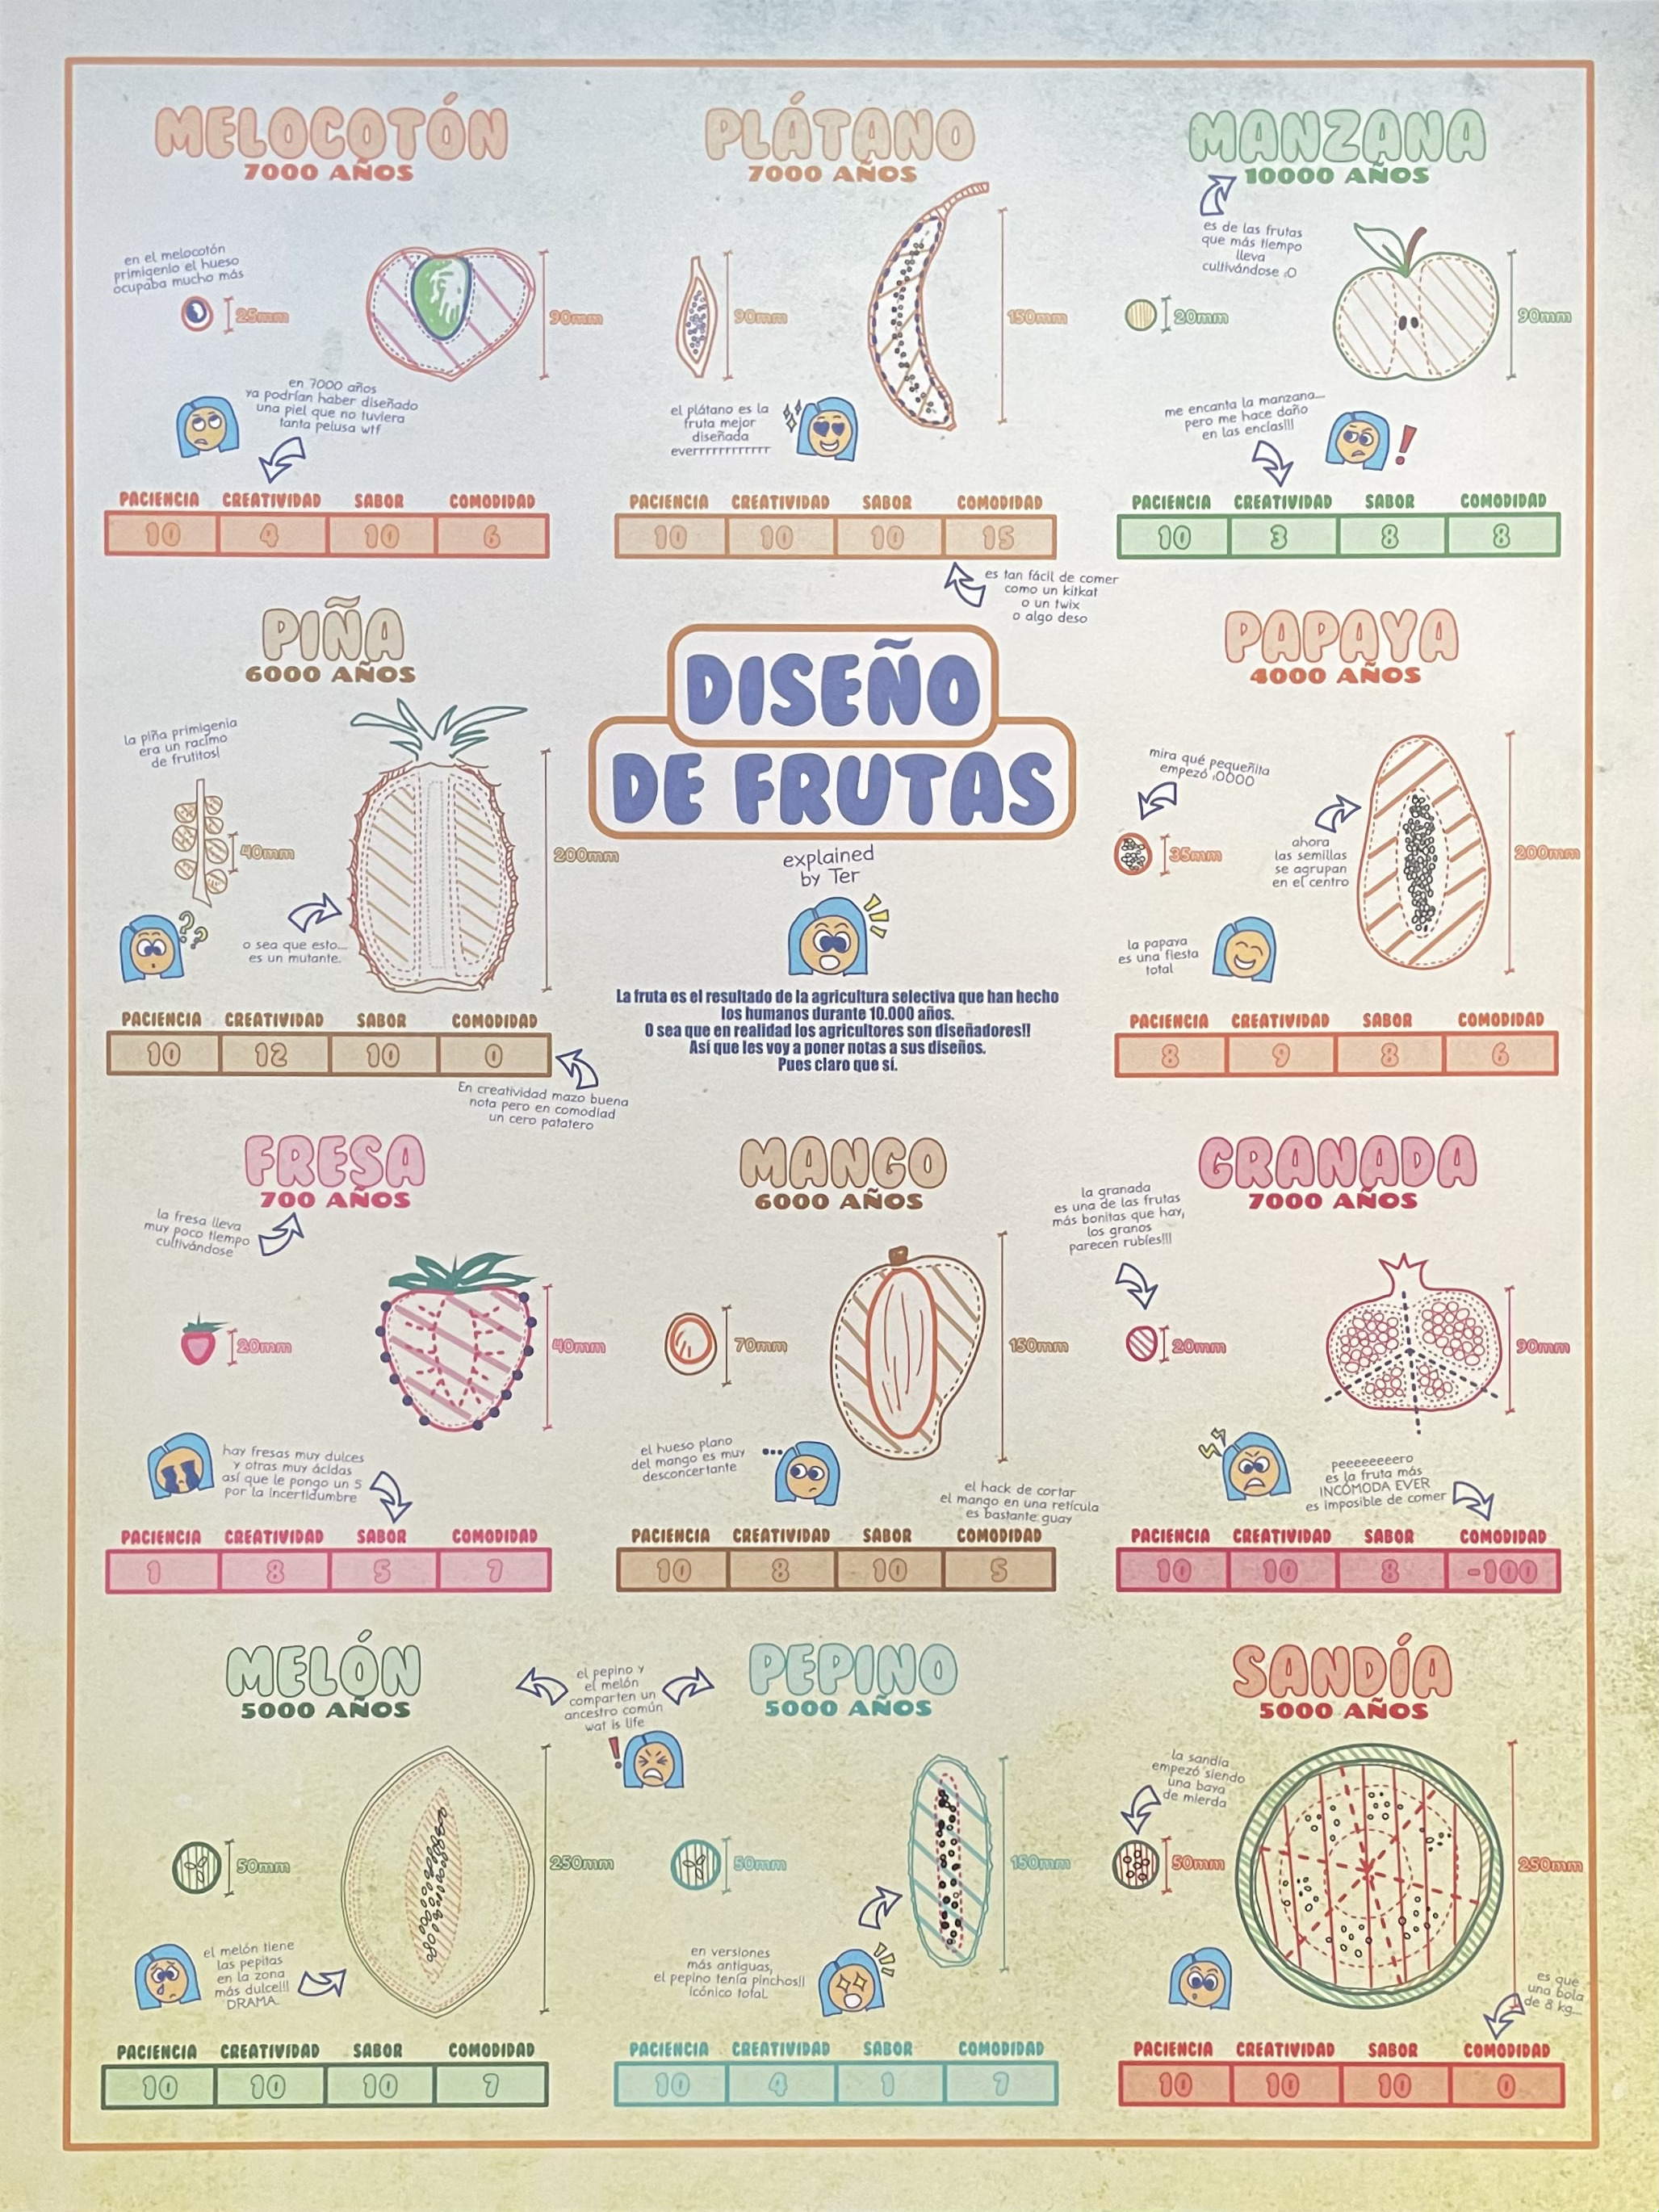 MELOCOTÓN
7000 AÑOS
en el melocotón
primigenio el hueso
ocupaba mucho más
25mm
90mm
en 7000 años
ya podrían haber diseñado
una piel que no tuviera
tanta pelusa wtf
PACIENCIA CREATIVIDAD SABOR COMODIDAD
10 4 10 6
PLÁTANO
7000 AÑOS
90mm
150mm
el plátano es la
fruta mejor
diseñada
everrrrrrrrrrrr
PACIENCIA CREATIVIDAD SABOR COMODIDAD
10 10 10 15
es tan fácil de comer
como un kitkat
o un twix
o algo deso
MANZANA
10000 AÑOS
es de las frutas
que más tiempo
lleva
cultivándose :O
20mm
90mm
me encanta la manzana...
pero me hace daño
en las encías!!!
!
PACIENCIA CREATIVIDAD SABOR COMODIDAD
10 3 8 8
PIÑA
6000 AÑOS
la piña primigenia
era un racimo
de frutitos!
40mm
200mm
??
o sea que esto...
es un mutante.
PACIENCIA CREATIVIDAD SABOR COMODIDAD
10 12 10 0
En creatividad mazo buena
nota pero en comodiad
un cero patatero
DISEÑO
DE FRUTAS
explained
by Ter
La fruta es el resultado de la agricultura selectiva que han hecho
los humanos durante 10.000 años.
O sea que en realidad los agricultores son diseñadores!!
Así que les voy a poner notas a sus diseños.
Pues claro que sí.
PAPAYA
4000 AÑOS
mira qué pequeñita
empezó :OOOO
35mm
ahora
las semillas
se agrupan
en el centro
200mm
la papaya
es una fiesta
total
PACIENCIA CREATIVIDAD SABOR COMODIDAD
8 9 8 6
FRESA
700 AÑOS
la fresa lleva
muy poco tiempo
cultivándose
20mm
40mm
hay fresas muy dulces
y otras muy ácidas
así que le pongo un 5
por la incertidumbre
PACIENCIA CREATIVIDAD SABOR COMODIDAD
1 8 5 7
MANGO
6000 AÑOS
70mm
150mm
el hueso plano
del mango es muy
desconcertante
...
el hack de cortar
el mango en una retícula
es bastante guay
PACIENCIA CREATIVIDAD SABOR COMODIDAD
10 8 10 5
GRANADA
7000 AÑOS
la granada
es una de las frutas
más bonitas que hay,
los granos
parecen rubíes!!!
20mm
90mm
peeeeeeeero
es la fruta más
INCÓMODA EVER
es imposible de comer
PACIENCIA CREATIVIDAD SABOR COMODIDAD
10 10 8 -100
MELÓN
5000 AÑOS
50mm
250mm
el melón tiene
las pepitas
en la zona
más dulce!!!
DRAMA.
PACIENCIA CREATIVIDAD SABOR COMODIDAD
10 10 10 7
el pepino y
el melón
comparten un
ancestro común
wat is life
!
PEPINO
5000 AÑOS
50mm
150mm
en versiones
más antiguas,
el pepino tenía pinchos!!
Icónico total.
PACIENCIA CREATIVIDAD SABOR COMODIDAD
10 4 1 7
SANDÍA
5000 AÑOS
la sandía
empezó siendo
una baya
de mierda
50mm
250mm
es que
una bola
de 8 kg...
PACIENCIA CREATIVIDAD SABOR COMODIDAD
10 10 10 0